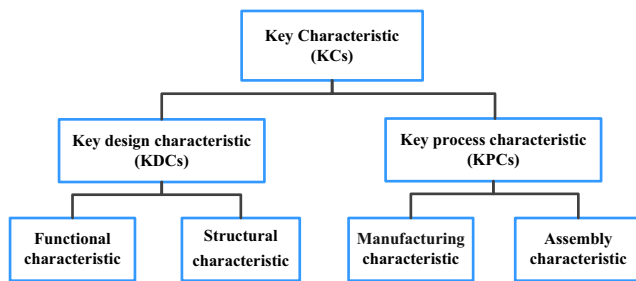 Key Characteristic
(KCs)
Key design characteristic
(KDCs)
Key process characteristic
(KPCs)
Functional
characteristic
Structural
characteristic
Manufacturing
characteristic
Assembly
characteristic